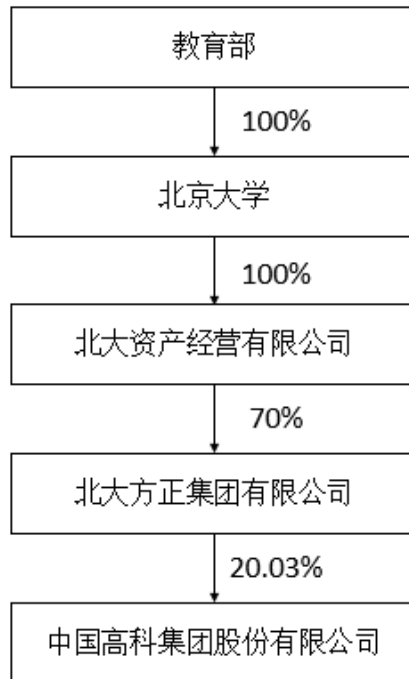 教育部
100%
北京大学
100%
北大资产经营有限公司
70%
北大方正集团有限公司
20.03%
中国高科集团股份有限公司